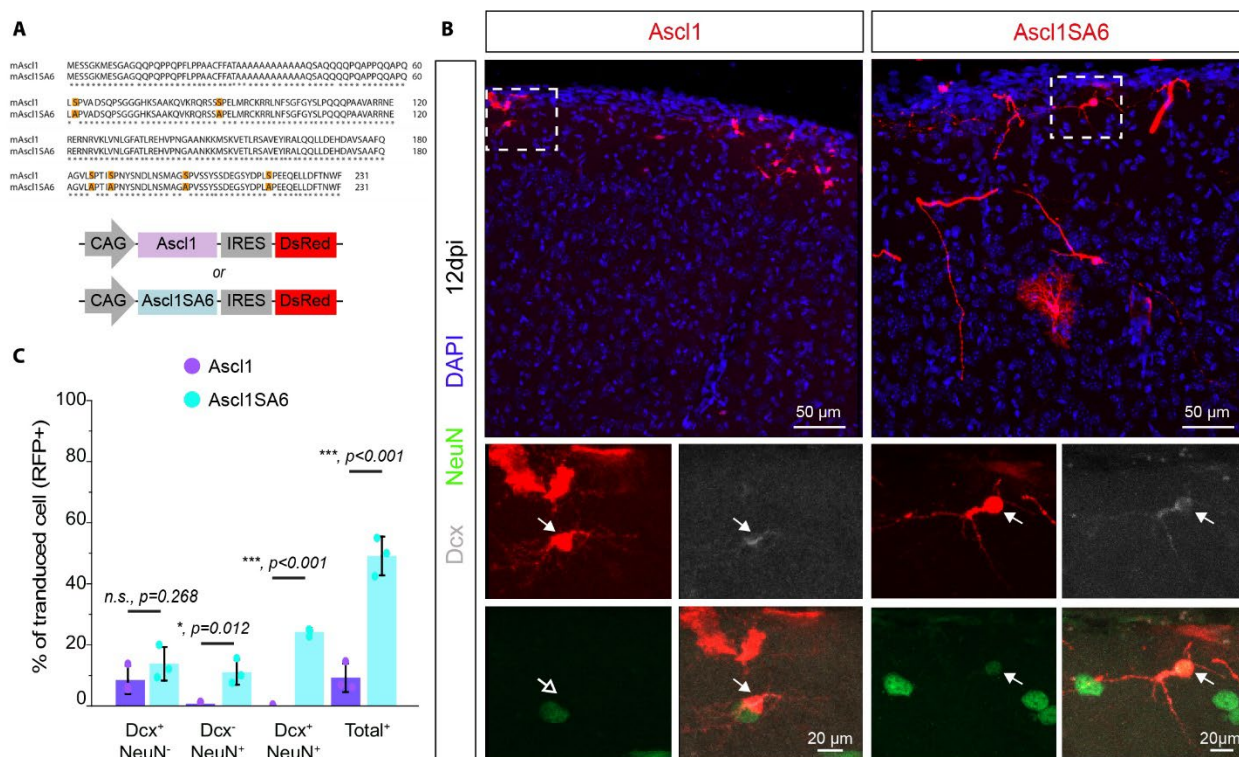 A
mAscl1 MESSGKMESGAGQQPQPPQPFLPPAACFFATAAAAAAAAAAAAAQSAQQQQPQAPPQQAPQ 60
mAscl1SA6 MESSGKMESGAGQQPQPPQPFLPPAACFFATAAAAAAAAAAAAAQSAQQQQPQAPPQQAPQ 60
mAscl1 LSPVADSQPSGGGHKSAAKQVKRQRSSSPELMRCKRRLNFSGFGYSLPQQQPAAVARRNE 120
mAscl1SA6 LAPVADSQPSGGGHKSAAKQVKRQRSSAPELMRCKRRLNFSGFGYSLPQQQPAAVARRNE 120
mAscl1 RERNRVKLVNLGFATLREHVPNGAANKKMSKVETLRSAVEYIRALQQLLDEHDAVSAAFQ 180
mAscl1SA6 RERNRVKLVNLGFATLREHVPNGAANKKMSKVETLRSAVEYIRALQQLLDEHDAVSAAFQ 180
mAscl1 AGVLSPTISPNYSNDLNSMAGSPVSSYSSDEGSYDPLSPEEQELLDFTNWF 231
mAscl1SA6 AGVLAPTIAPNYSNDLNSMAGAPVSSYSSDEGSYDPLAPEEQELLDFTNWF 231
CAG Ascl1 IRES DsRed
or
CAG Ascl1SA6 IRES DsRed
B
Ascl1
Ascl1SA6
Dcx NeuN DAPI 12dpi
50 µm
50 µm
20 µm
20µm
C
Ascl1
Ascl1SA6
% of tranduced cell (RFP+)
100
80
60
40
20
0
n.s., p=0.268
*, p=0.012
***, p<0.001
***, p<0.001
Dcx⁺
NeuN⁻
Dcx⁻
NeuN⁺
Dcx⁺
NeuN⁺
Total⁺